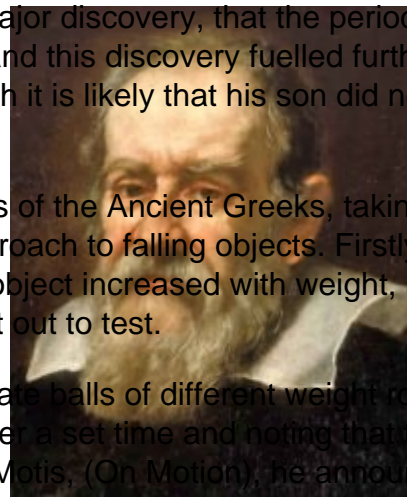 ajor discovery, that the period
nd this discovery fuelled furth
h it is likely that his son did n
s of the Ancient Greeks, takin
roach to falling objects. Firstly
object increased with weight,
t out to test.
ate balls of different weight ro
er a set time and noting that
Motis, (On Motion), he annou